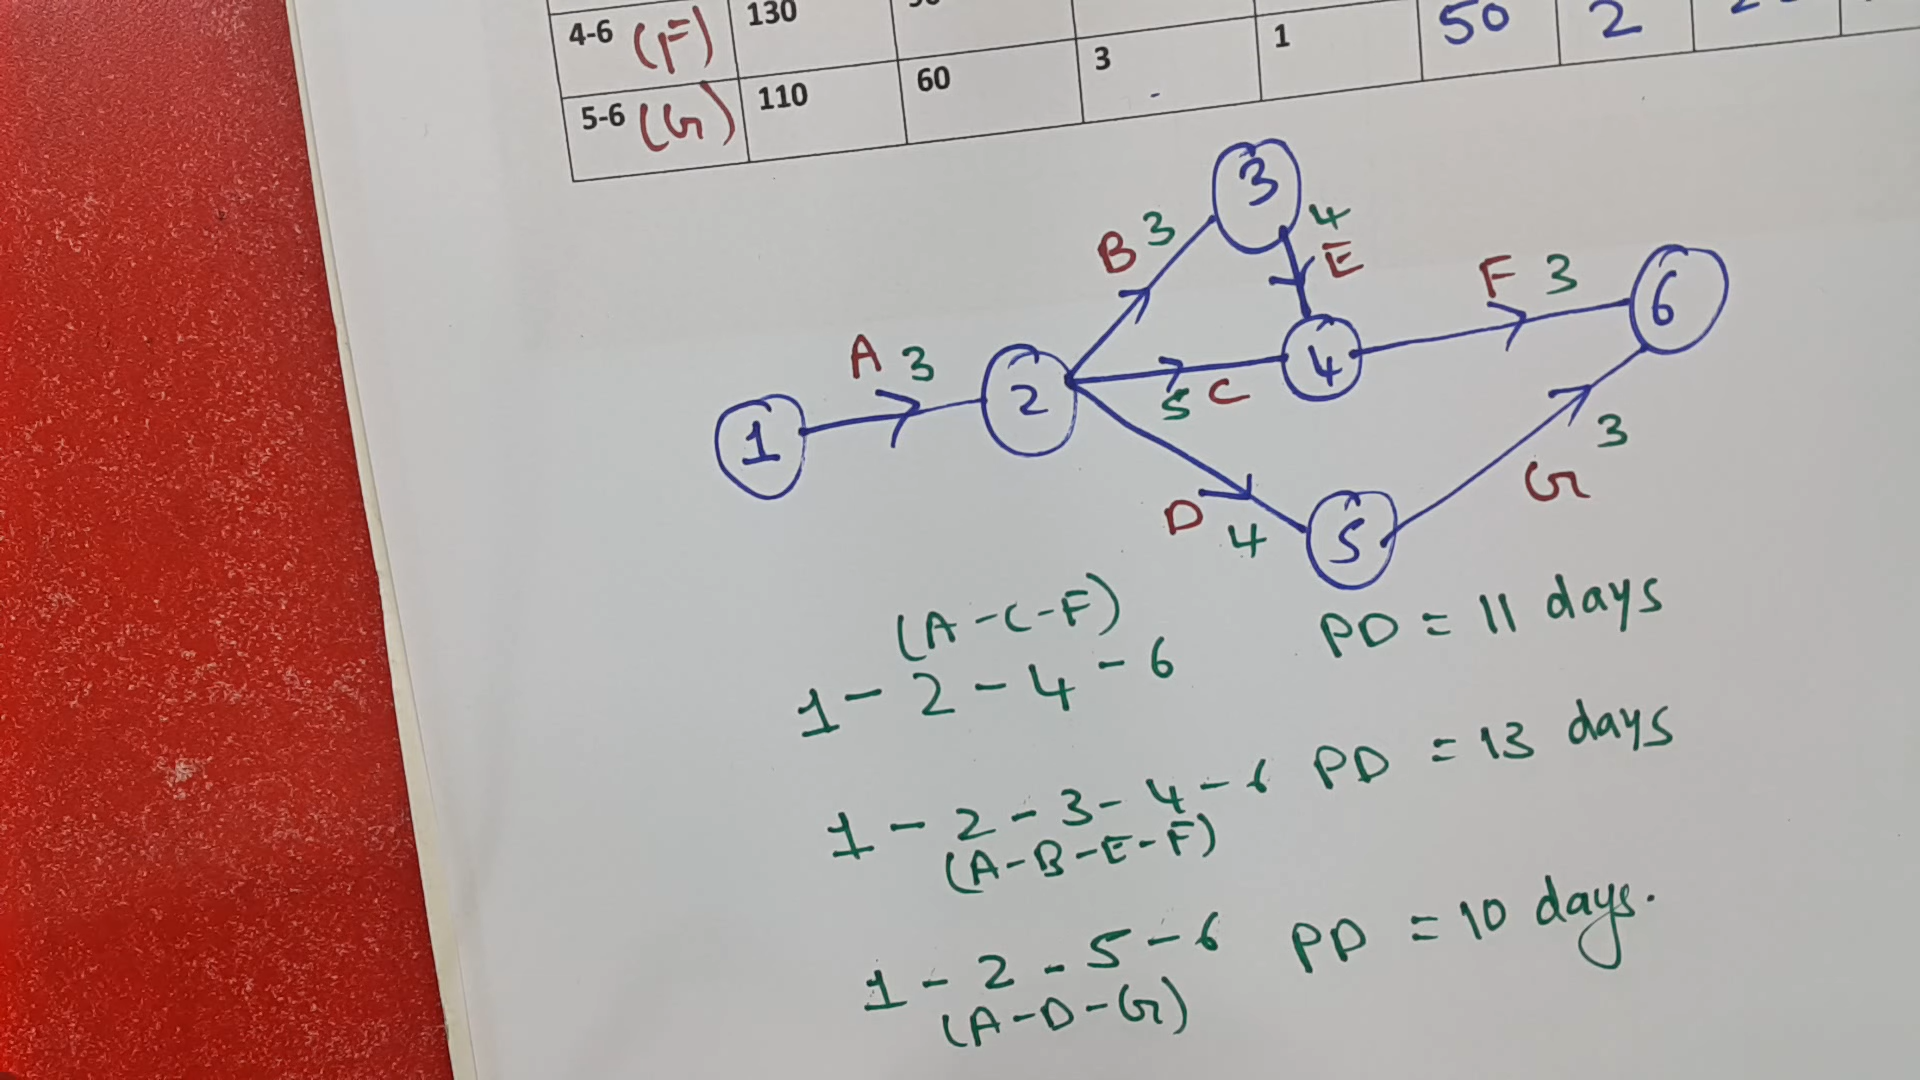 4-6 (F) 130
5-6 (G) 110 60 3 1 50 2
3
B 3
4
E
F 3
6
A 3
1
2
5 C
4
D 4
5
G 3
(A-C-F)
1 - 2 - 4 - 6 PD = 11 days
1 - 2 - 3 - 4 - 6 PD = 13 days
(A-B-E-F)
1 - 2 - 5 - 6 PD = 10 days.
(A-D-G)